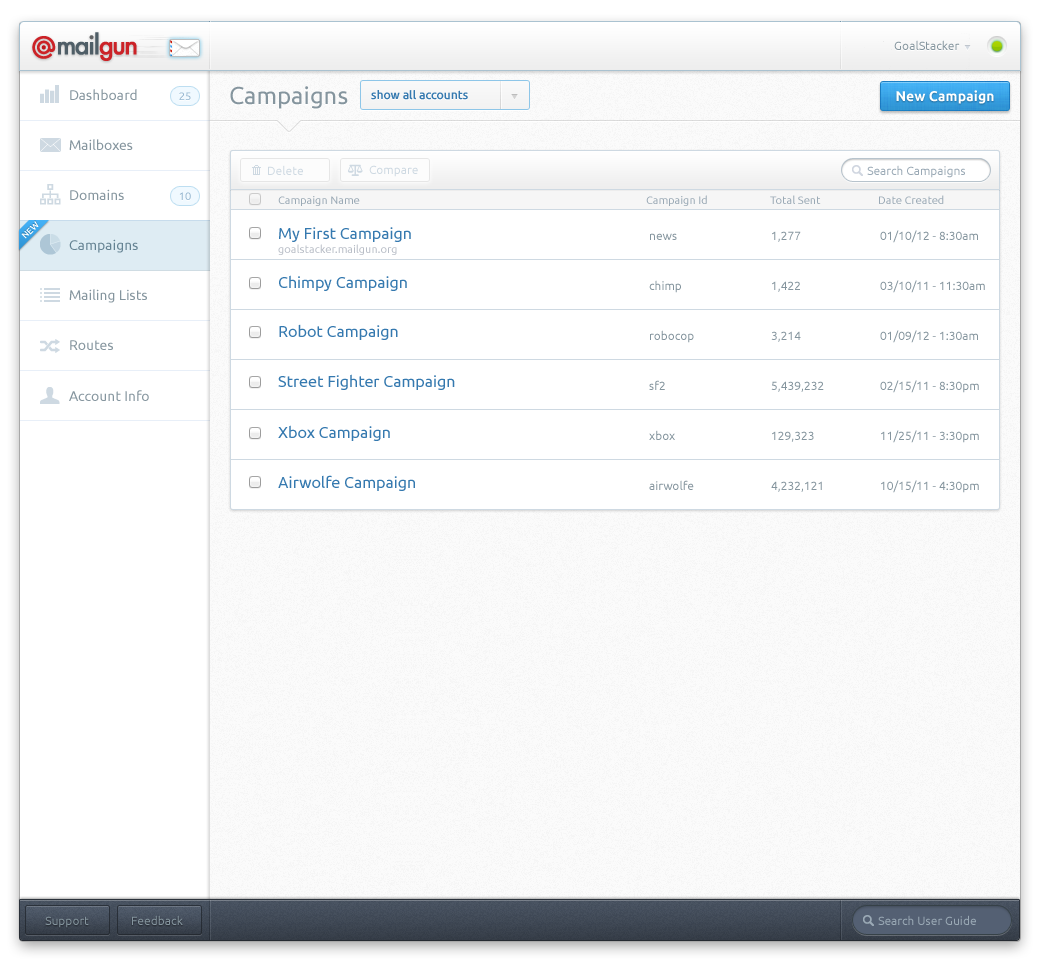 @mailgun
GoalStacker
Dashboard 25
Mailboxes
Domains 10
NEW
Campaigns
Mailing Lists
Routes
Account Info
Campaigns show all accounts New Campaign
Delete Compare Search Campaigns
Campaign Name Campaign Id Total Sent Date Created
My First Campaign news 1,277 01/10/12 - 8:30am
goalstacker.mailgun.org
Chimpy Campaign chimp 1,422 03/10/11 - 11:30am
Robot Campaign robocop 3,214 01/09/12 - 1:30am
Street Fighter Campaign sf2 5,439,232 02/15/11 - 8:30pm
Xbox Campaign xbox 129,323 11/25/11 - 3:30pm
Airwolfe Campaign airwolfe 4,232,121 10/15/11 - 4:30pm
Support Feedback Search User Guide